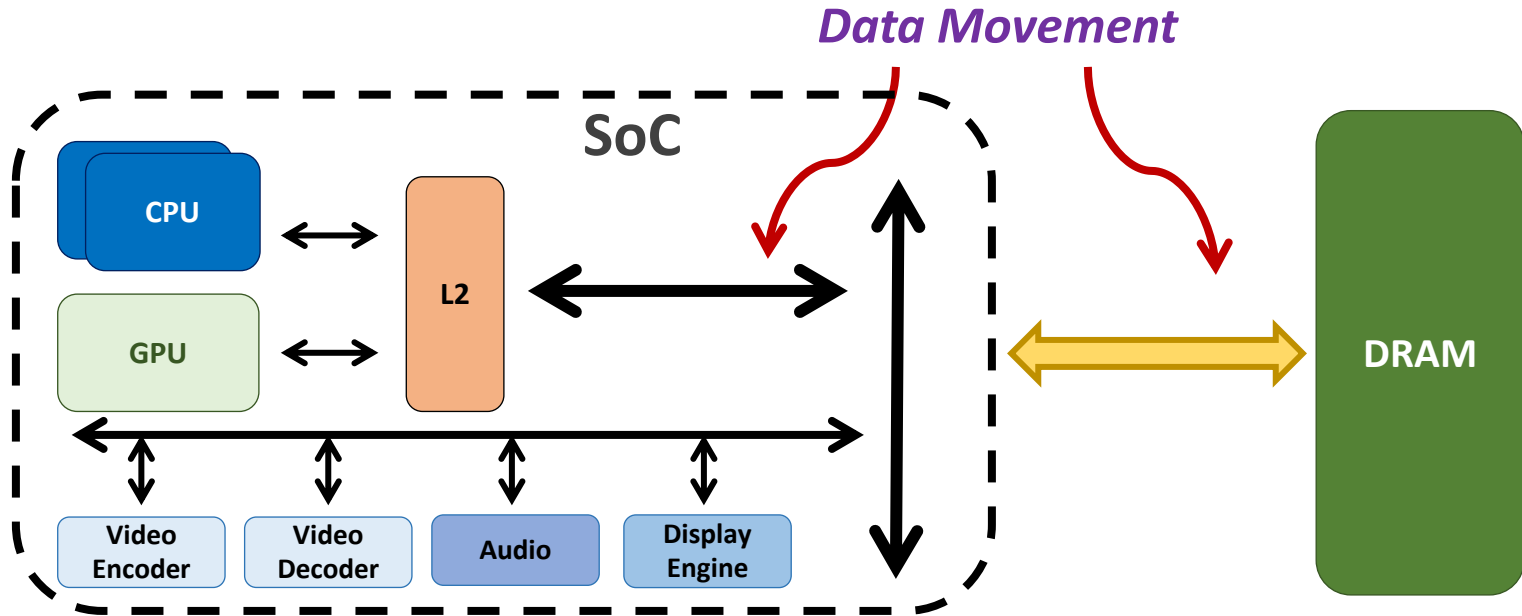 Data Movement
SoC
CPU
L2
GPU
DRAM
Video
Encoder
Video
Decoder
Audio
Display
Engine